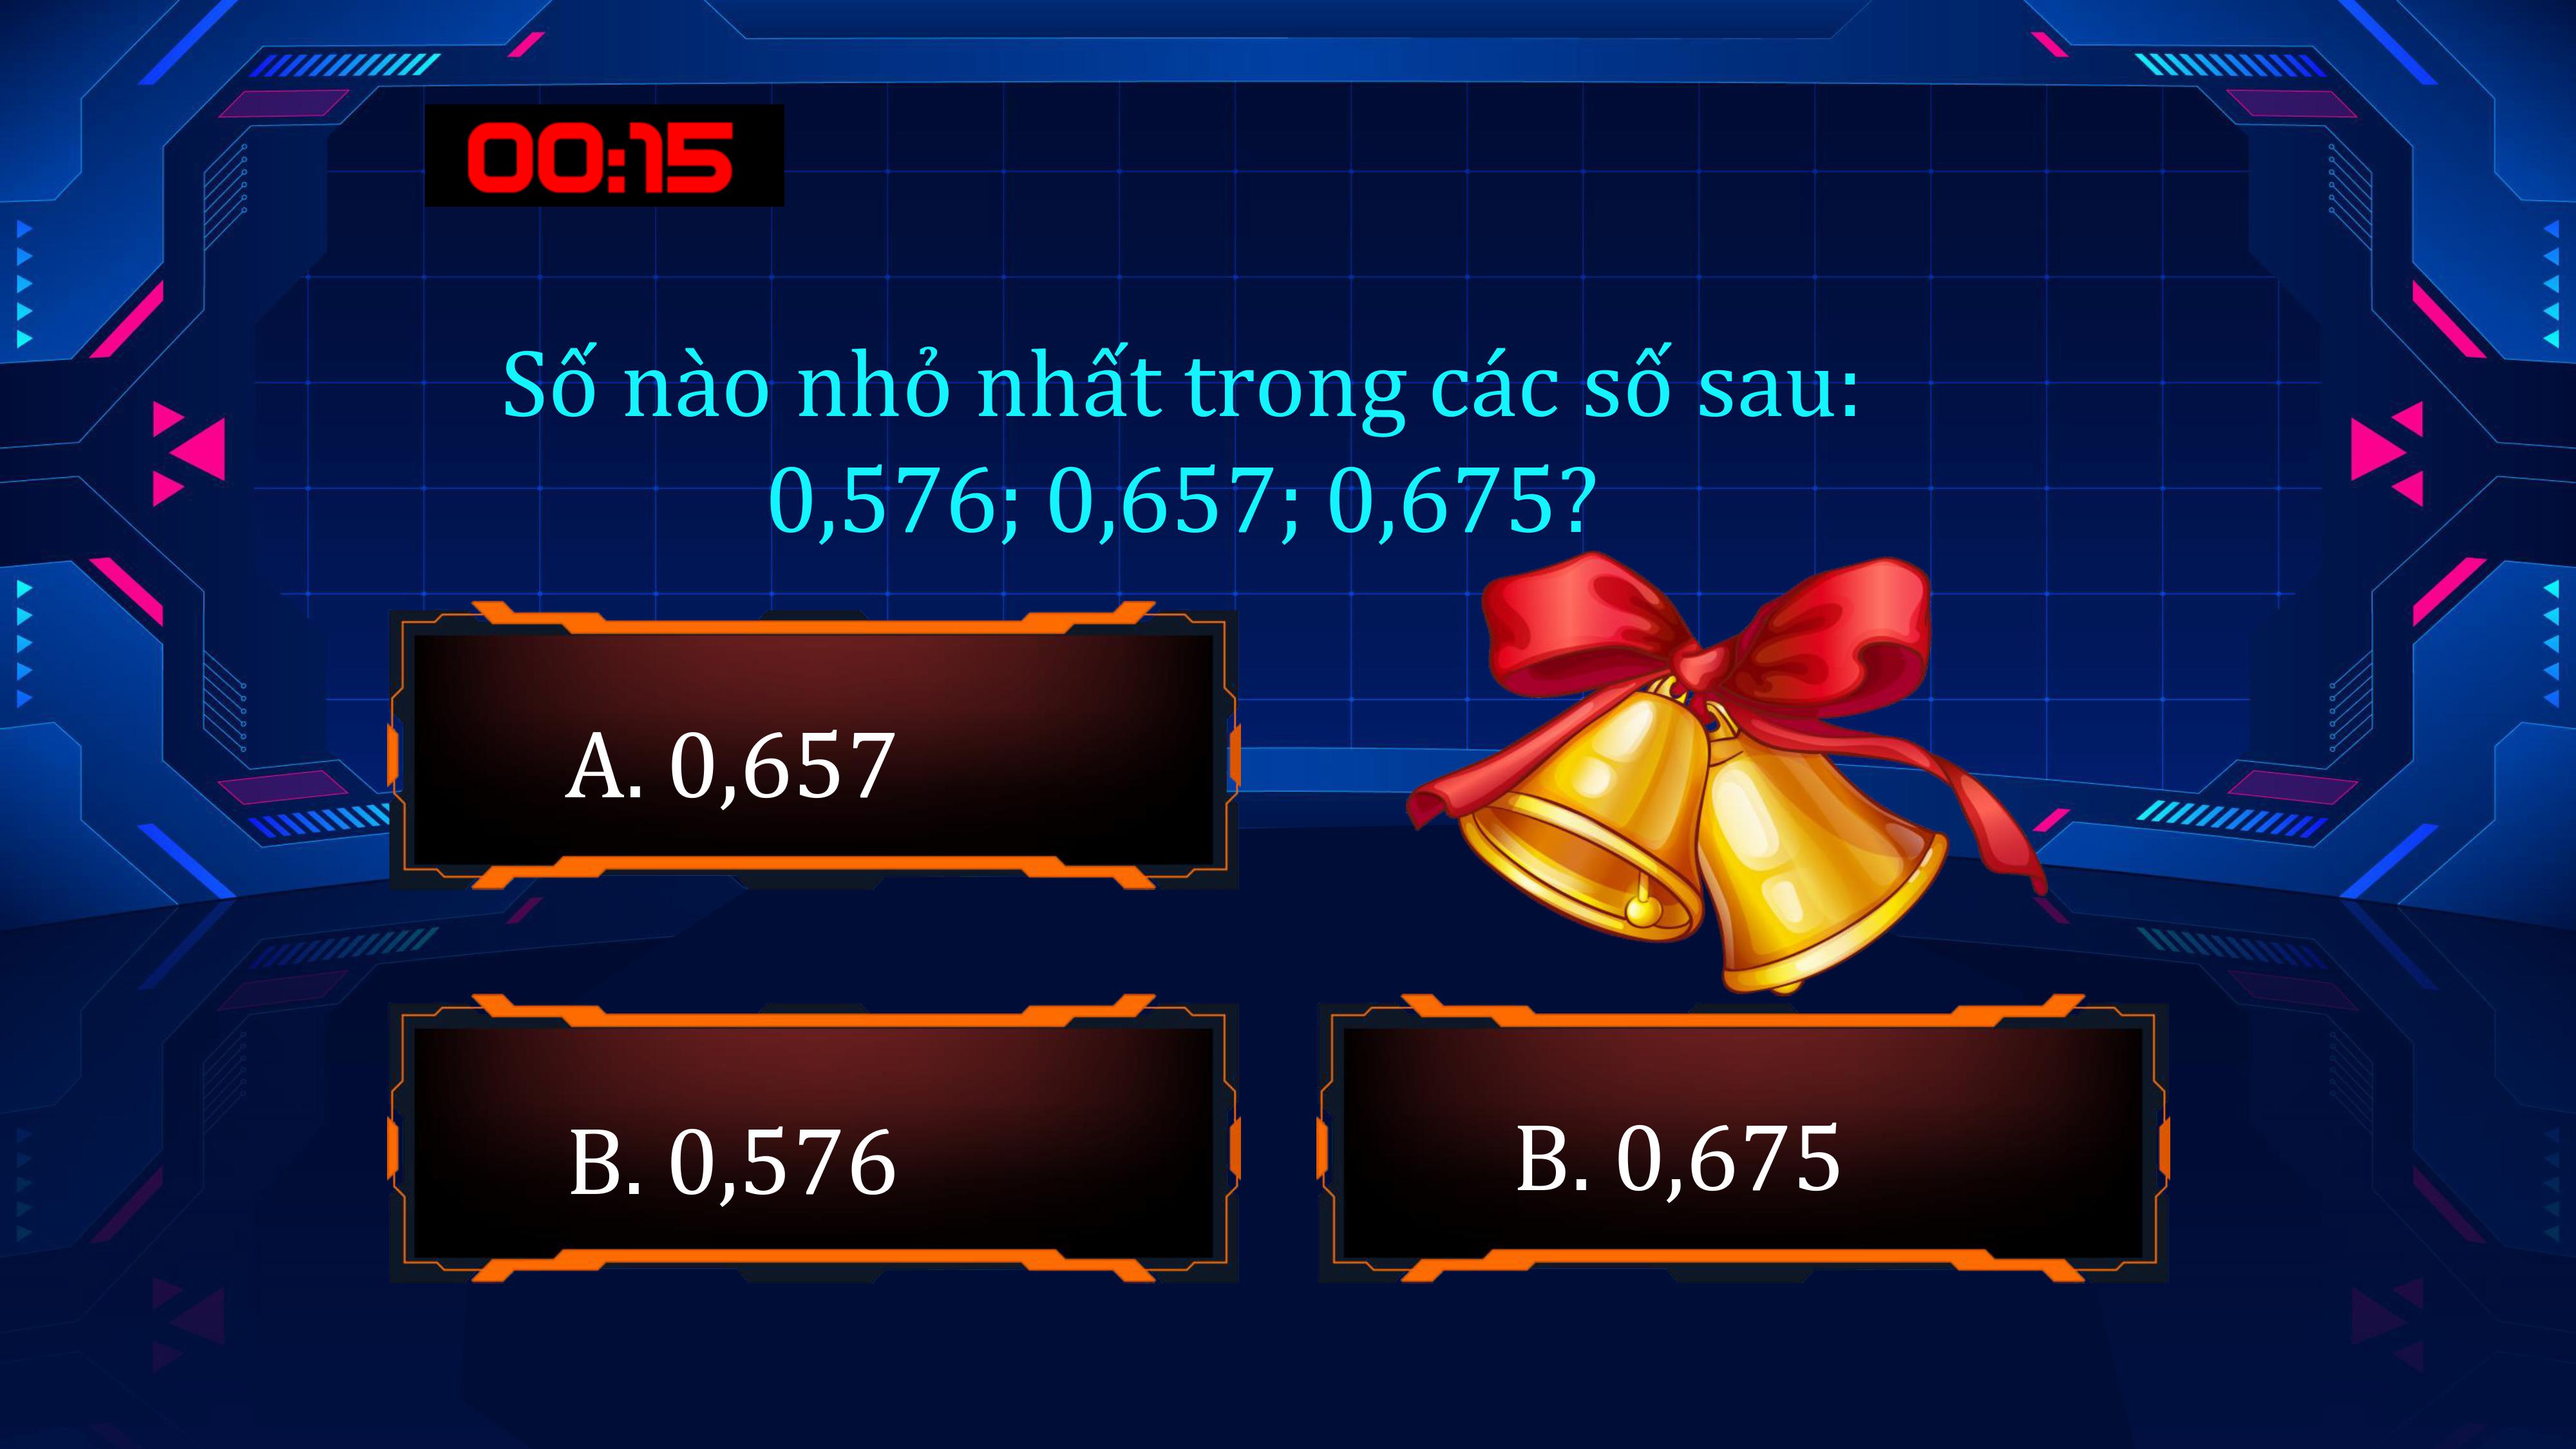 00:15
Số nào nhỏ nhất trong các số sau:
0,576; 0,657; 0,675?
A. 0,657
B. 0,576
B. 0,675